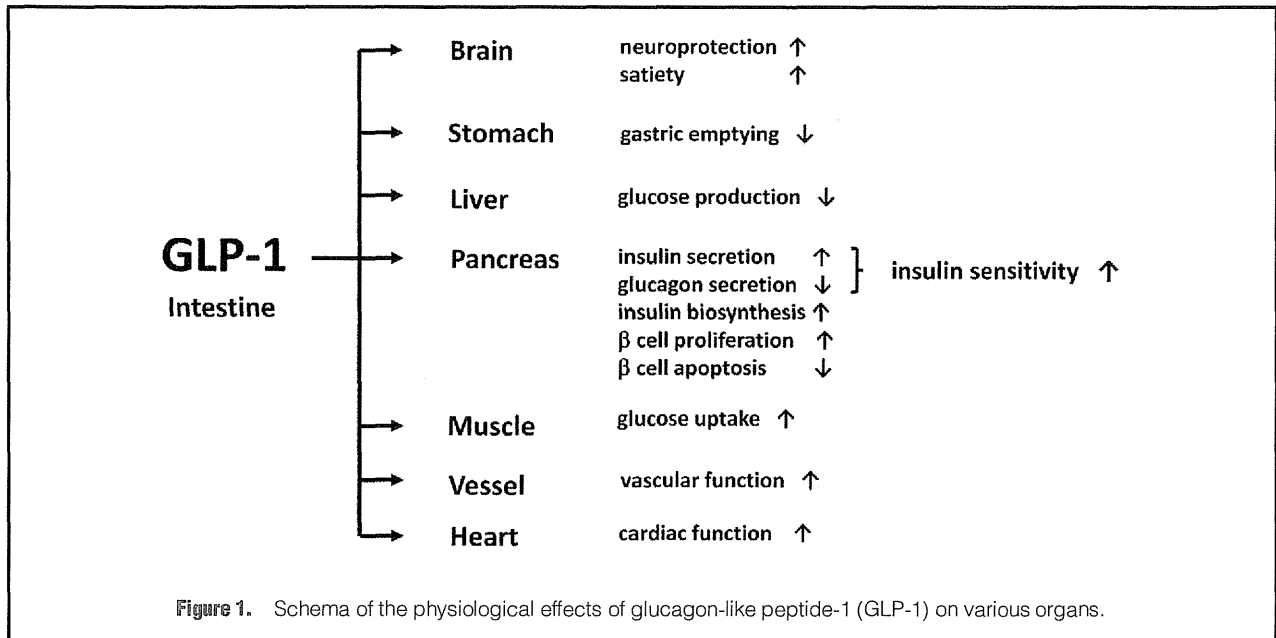 Brain neuroprotection ↑
satiety ↑
Stomach gastric emptying ↓
Liver glucose production ↓
GLP-1
Intestine
Pancreas insulin secretion ↑
glucagon secretion ↓
} insulin sensitivity ↑
insulin biosynthesis ↑
β cell proliferation ↑
β cell apoptosis ↓
Muscle glucose uptake ↑
Vessel vascular function ↑
Heart cardiac function ↑
Figure 1. Schema of the physiological effects of glucagon-like peptide-1 (GLP-1) on various organs.